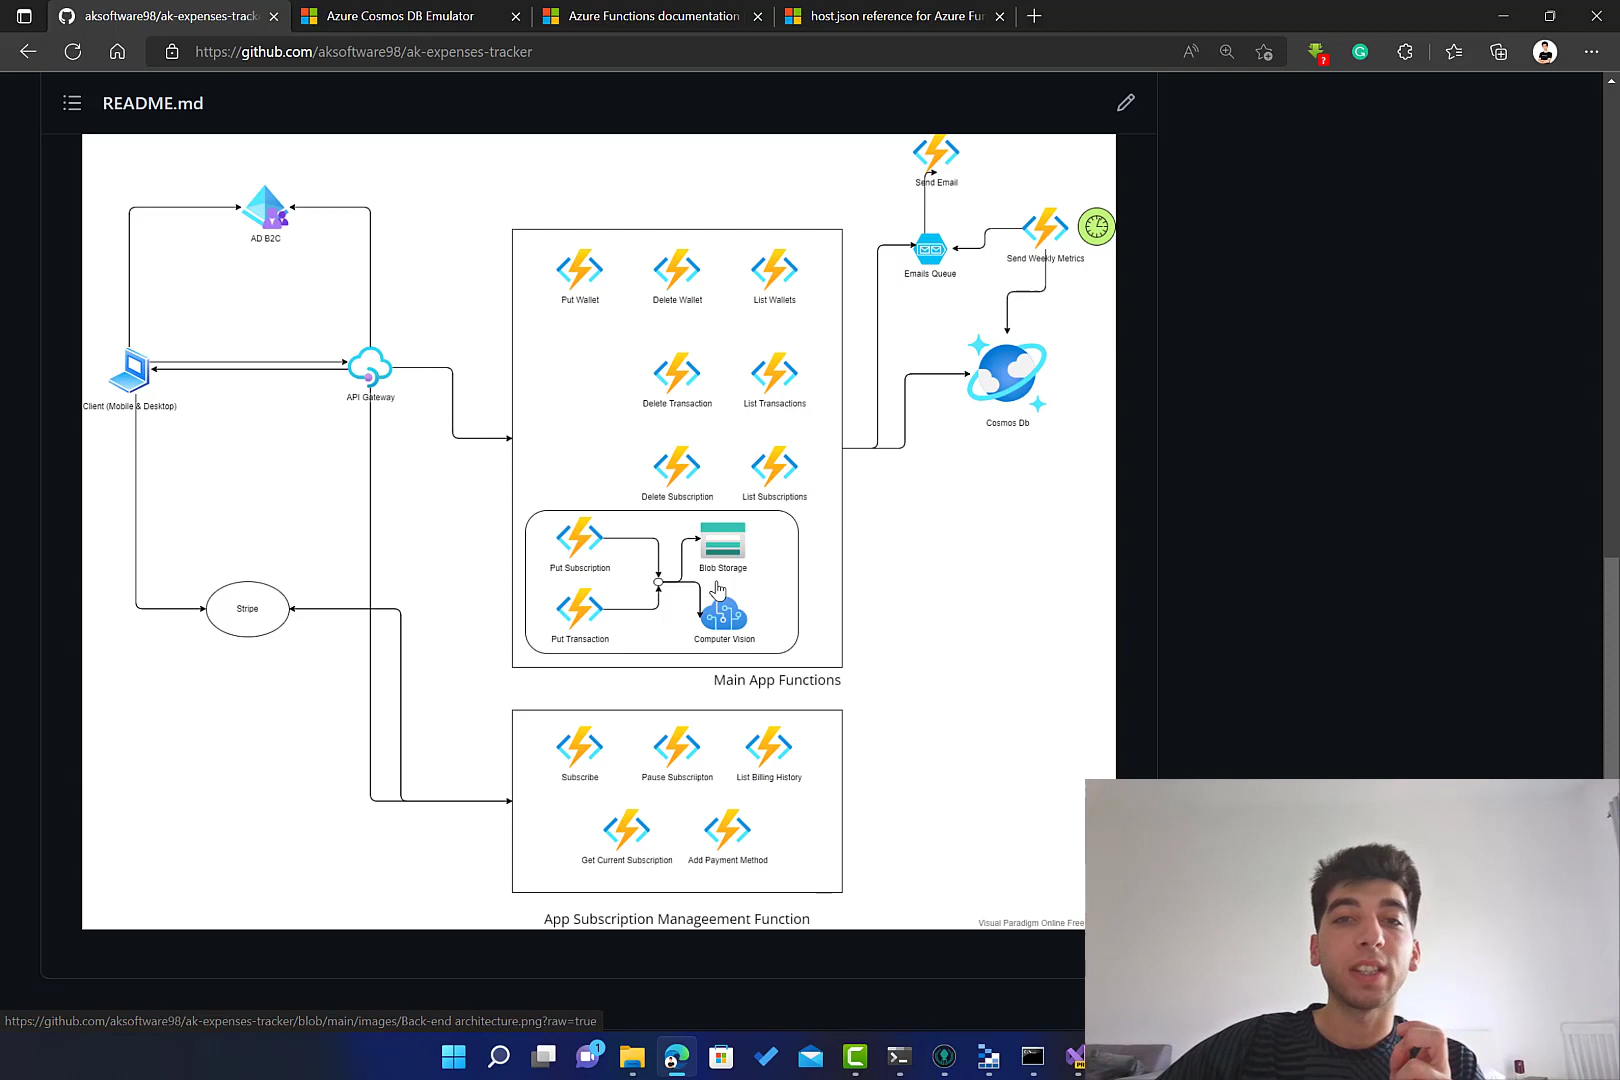 aksoftware98/ak-expenses-track
Azure Cosmos DB Emulator
Azure Functions documentation
host.json reference for Azure Fun
https://github.com/aksoftware98/ak-expenses-tracker
?
README.md
Send Email
AD B2C
Emails Queue
Send Weekly Metrics
Put Wallet
Delete Wallet
List Wallets
Client (Mobile & Desktop)
API Gateway
Delete Transaction
List Transactions
Cosmos Db
Delete Subscription
List Subscriptions
Put Subscription
Blob Storage
Stripe
Put Transaction
Computer Vision
Main App Functions
Subscribe
Pause Subscriipton
List Billing History
Get Current Subscription
Add Payment Method
App Subscription Manageement Function
Visual Paradigm Online Free
https://github.com/aksoftware98/ak-expenses-tracker/blob/main/images/Back-end architecture.png?raw=true
1